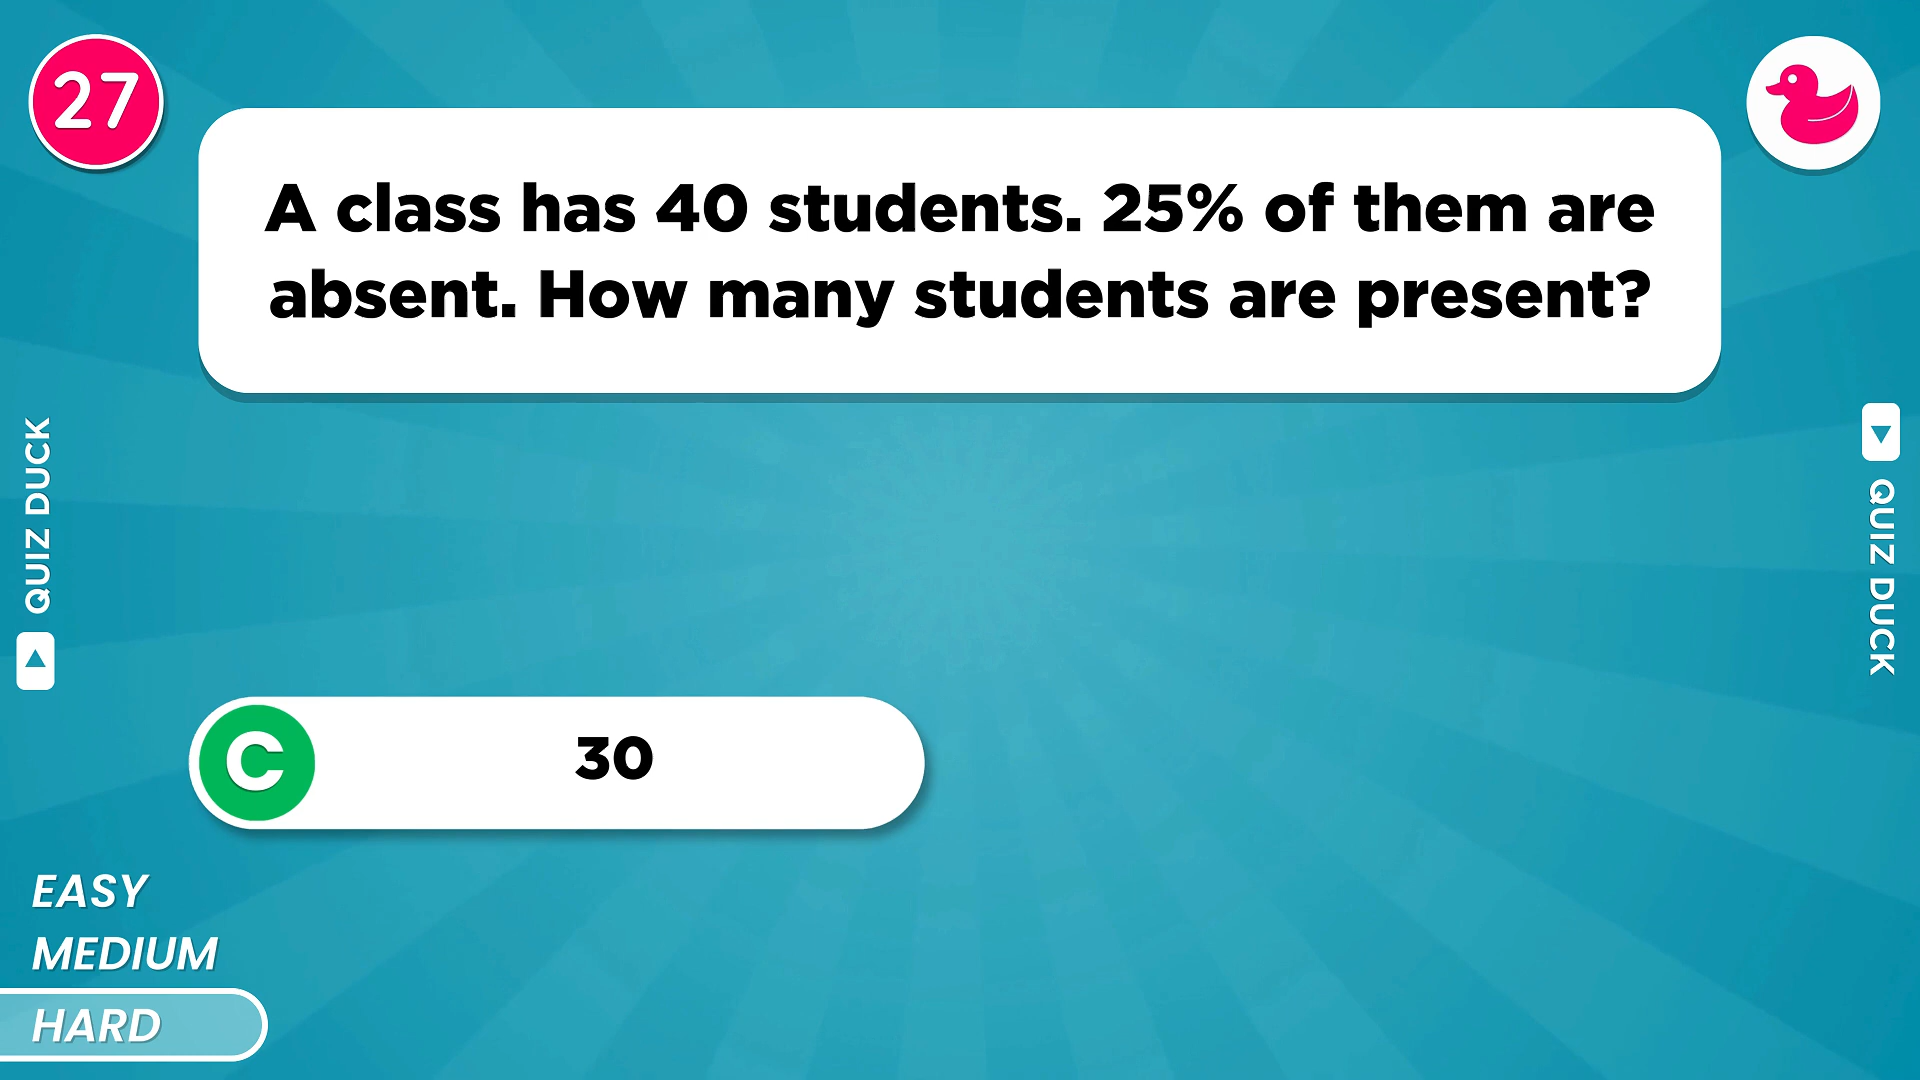 27
A class has 40 students. 25% of them are
absent. How many students are present?
QUIZ DUCK
QUIZ DUCK
C 30
EASY
MEDIUM
HARD